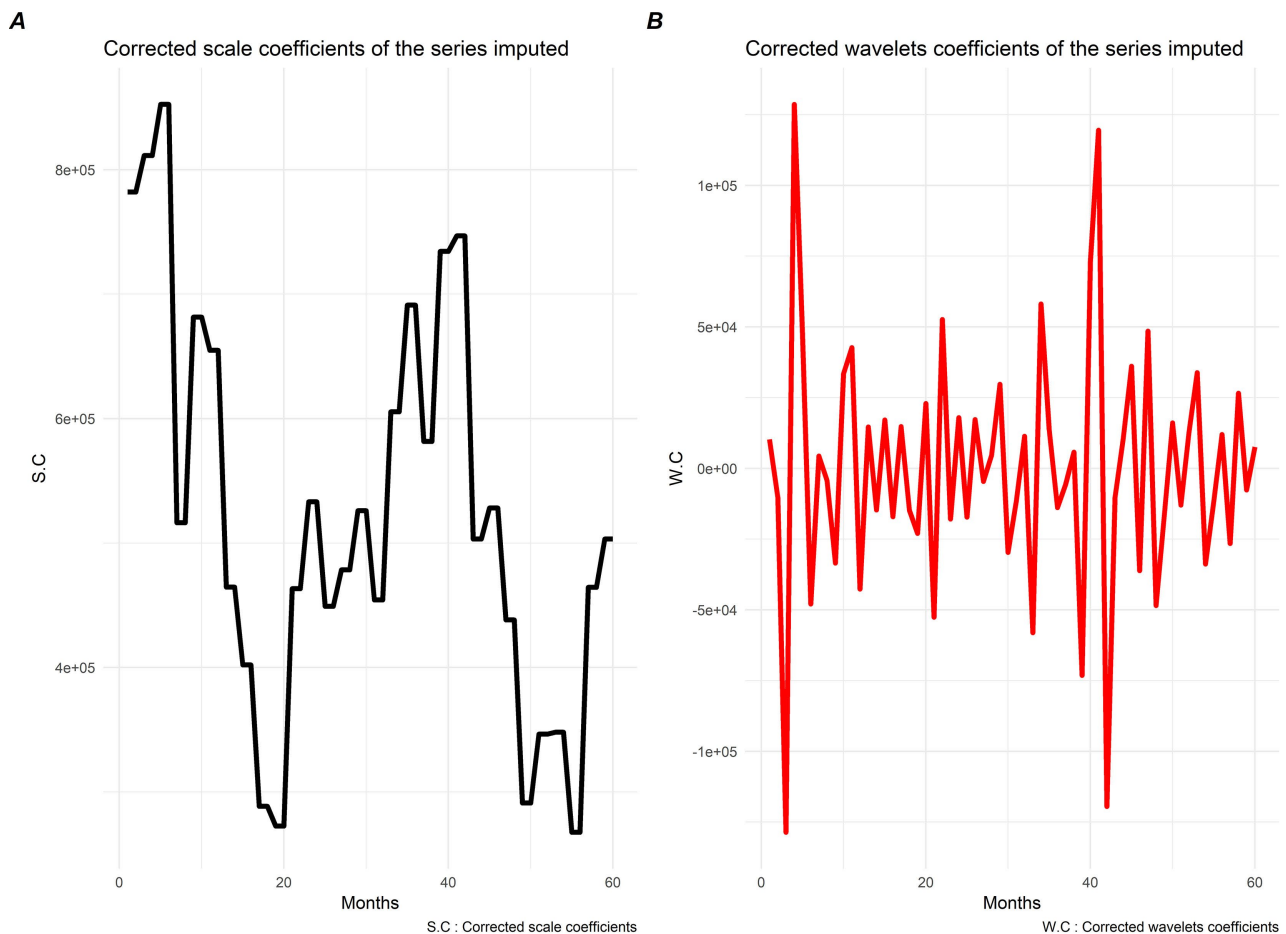 A
Corrected scale coefficients of the series imputed
8e+05
6e+05
4e+05
S.C
0 20 40 60
Months
S.C : Corrected scale coefficients
B
Corrected wavelets coefficients of the series imputed
1e+05
5e+04
0e+00
-5e+04
-1e+05
W.C
0 20 40 60
Months
W.C : Corrected wavelets coefficients